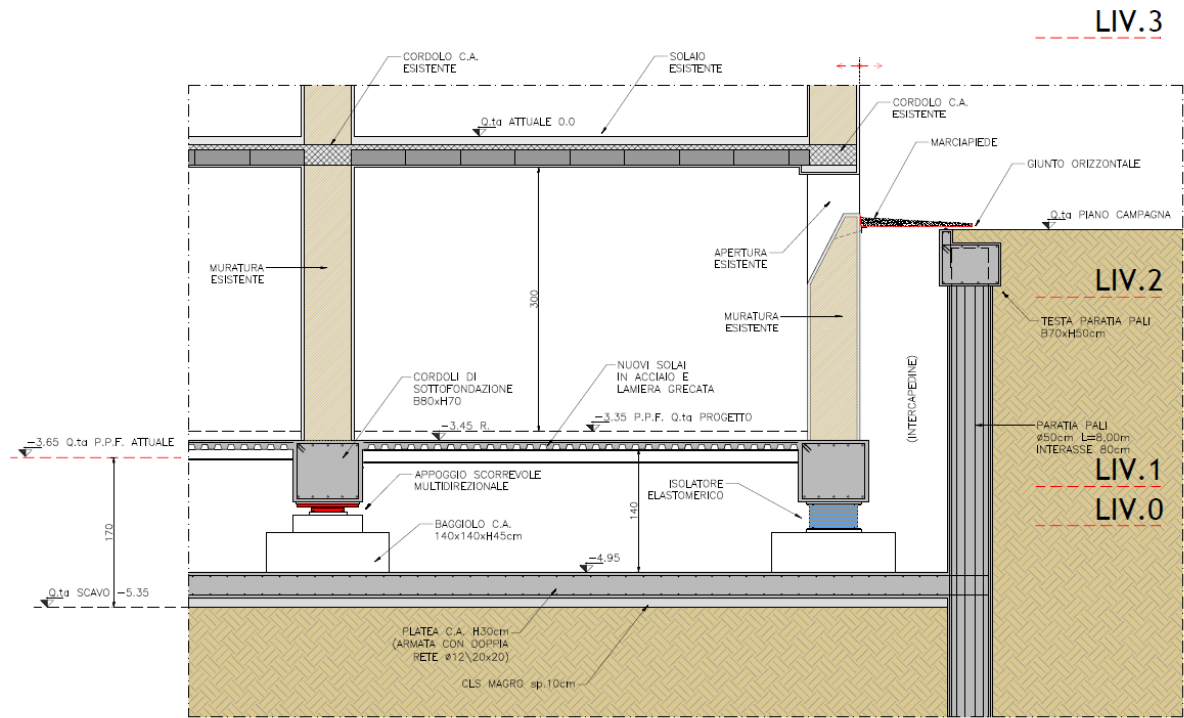 LIV.3
CORDOLO C.A.
ESISTENTE
SOLAIO
ESISTENTE
Q.ta ATTUALE 0.0
CORDOLO C.A.
ESISTENTE
MARCIAPIEDE
GIUNTO ORIZZONTALE
Q.ta PIANO CAMPAGNA
MURATURA
ESISTENTE
APERTURA
ESISTENTE
LIV.2
300
MURATURA
ESISTENTE
TESTA PARATIA PALI
B70xH50cm
CORDOLI DI
SOTTOFONDAZIONE
B80xH70
NUOVI SOLAI
IN ACCIAIO E
LAMIERA GRECATA
(INTERCAPEDINE)
-3.35 P.P.F. Q.ta PROGETTO
-3.45 R.
-3.65 Q.ta P.P.F. ATTUALE
PARATIA PALI
ø50cm L=8,00m
INTERASSE 80cm
APPOGGIO SCORREVOLE
MULTIDIREZIONALE
ISOLATORE
ELASTOMERICO
LIV.1
LIV.0
170
140
BAGGIOLO C.A.
140x140xH45cm
-4.95
Q.ta SCAVO -5.35
PLATEA C.A. H30cm
(ARMATA CON DOPPIA
RETE ø12\20x20)
CLS MAGRO sp.10cm